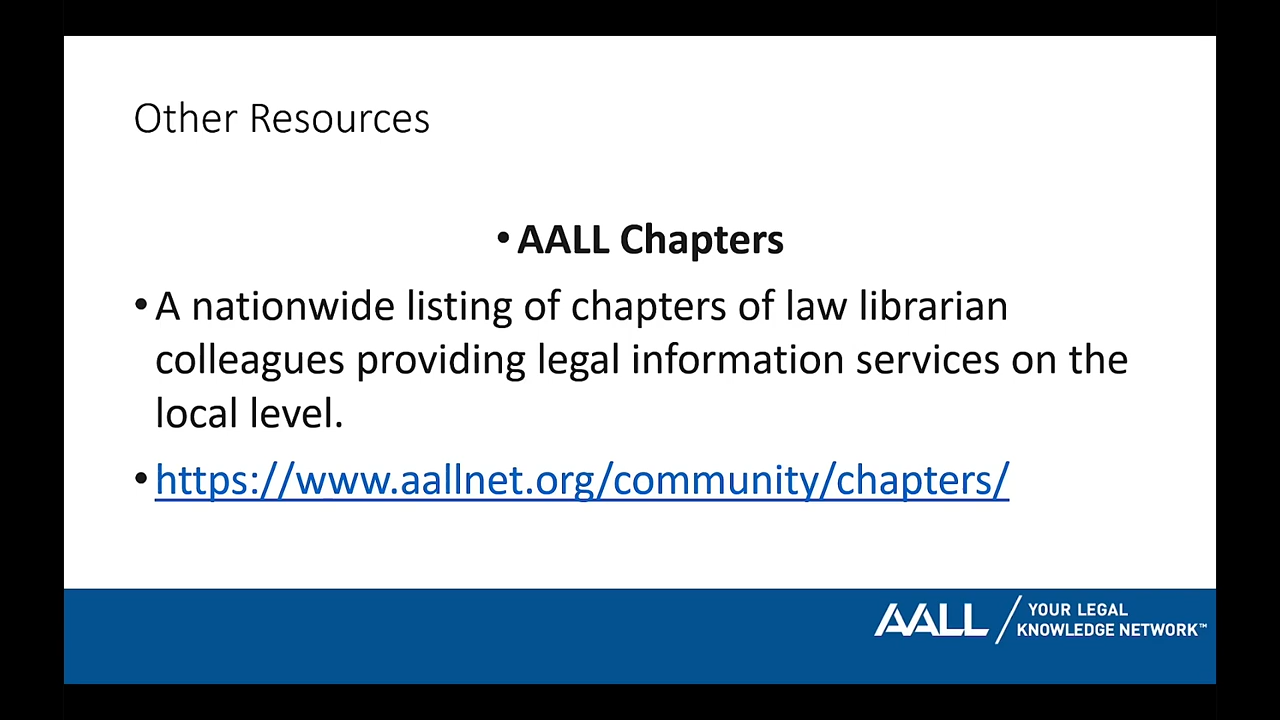 Other Resources
• AALL Chapters
• A nationwide listing of chapters of law librarian
colleagues providing legal information services on the
local level.
• https://www.aallnet.org/community/chapters/
AALL / YOUR LEGAL
KNOWLEDGE NETWORK™